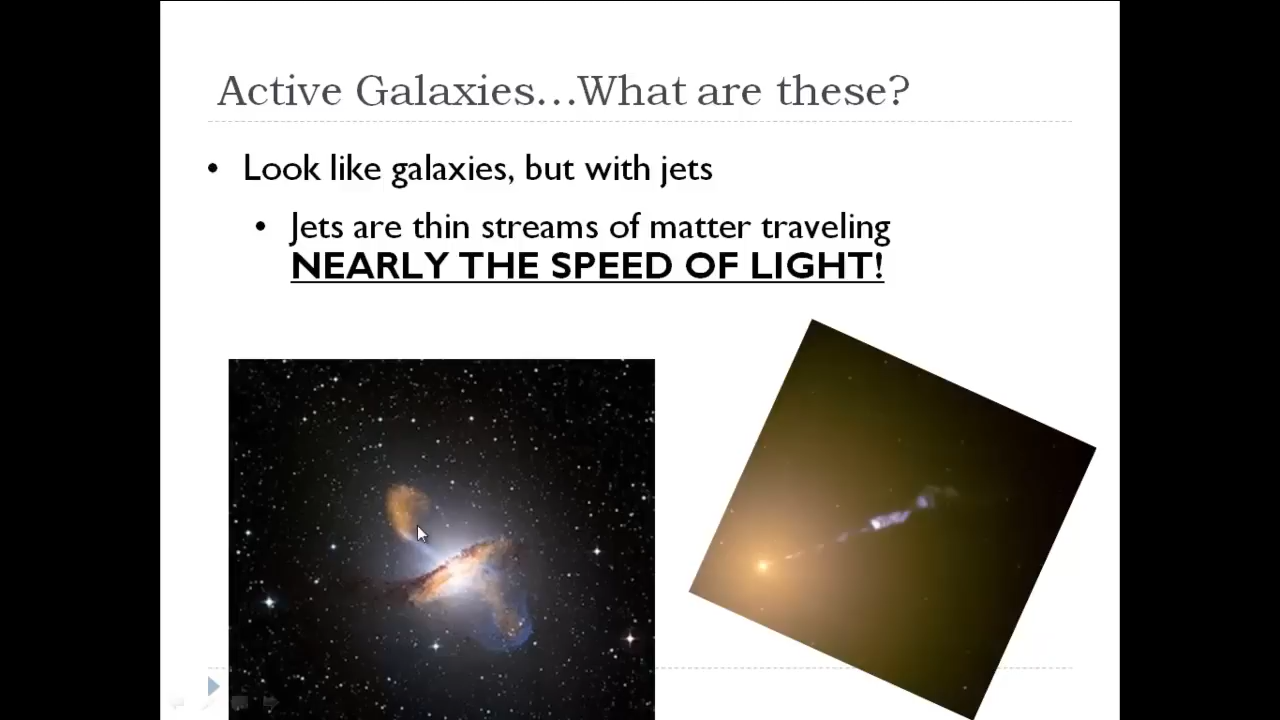 Active Galaxies...What are these?
• Look like galaxies, but with jets
• Jets are thin streams of matter traveling
NEARLY THE SPEED OF LIGHT!